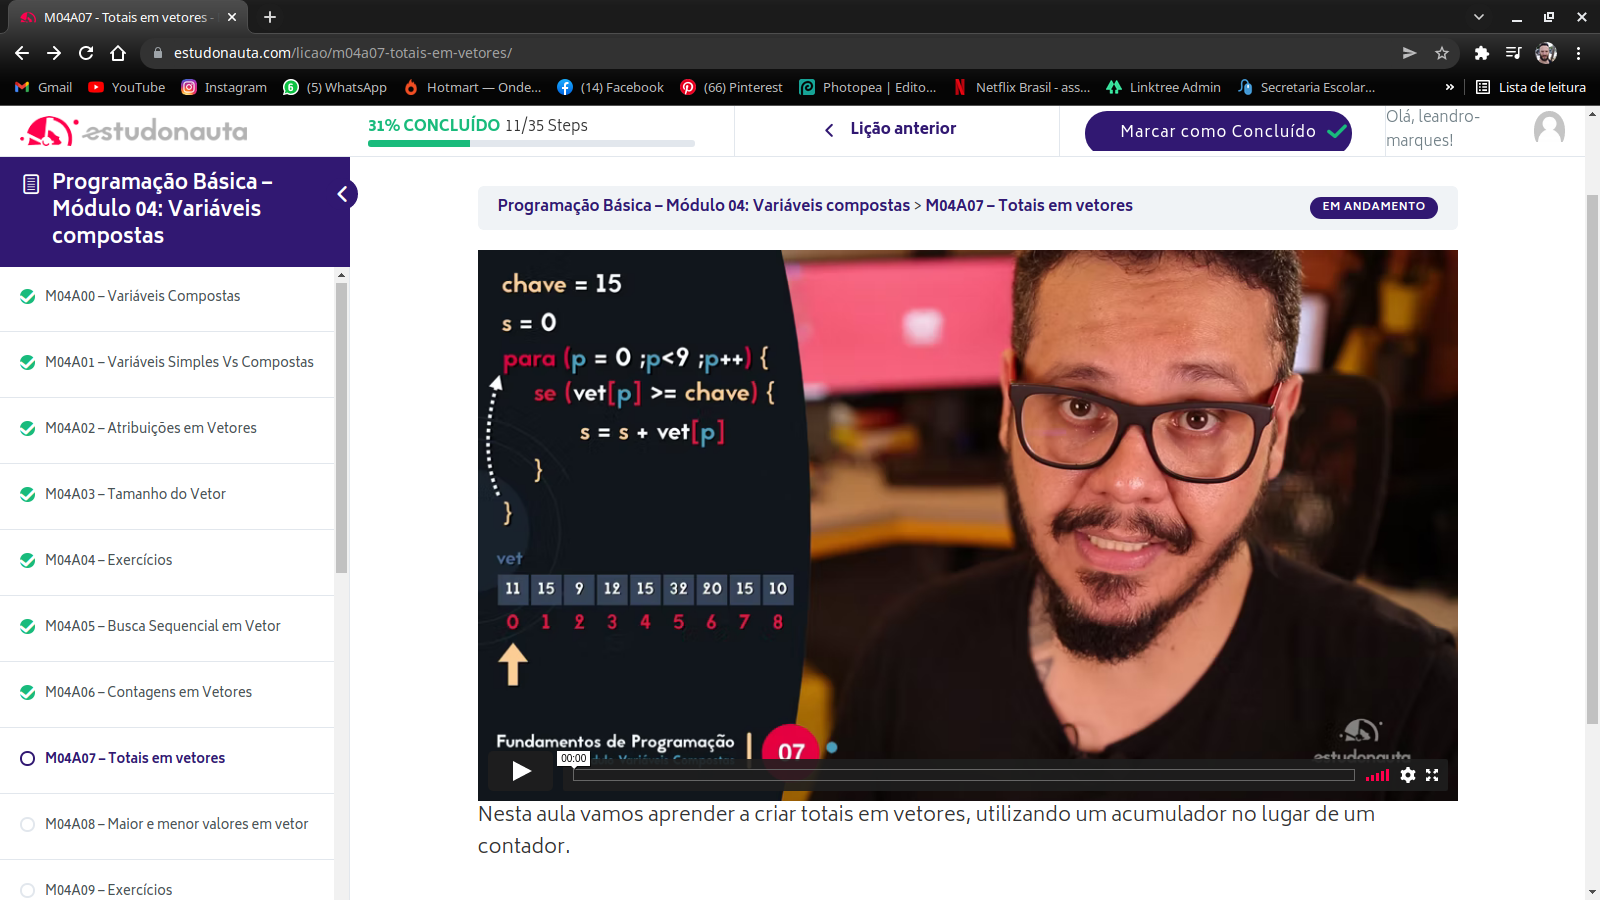 M04A07 - Totais em vetores -
estudonauta.com/licao/m04a07-totais-em-vetores/
Gmail YouTube Instagram (5) WhatsApp Hotmart — Onde... (14) Facebook (66) Pinterest Photopea | Edito... Netflix Brasil - ass... Linktree Admin Secretaria Escolar... » Lista de leitura
estudonauta
31% CONCLUÍDO 11/35 Steps
Lição anterior
Marcar como Concluído
Olá, leandro-
marques!
Programação Básica –
Módulo 04: Variáveis
compostas
M04A00 – Variáveis Compostas
M04A01 – Variáveis Simples Vs Compostas
M04A02 – Atribuições em Vetores
M04A03 – Tamanho do Vetor
M04A04 – Exercícios
M04A05 – Busca Sequencial em Vetor
M04A06 – Contagens em Vetores
M04A07 – Totais em vetores
M04A08 – Maior e menor valores em vetor
M04A09 – Exercícios
Programação Básica – Módulo 04: Variáveis compostas > M04A07 – Totais em vetores
EM ANDAMENTO
chave = 15
s = 0
para (p = 0 ;p<9 ;p++) {
se (vet[p] >= chave) {
s = s + vet[p]
}
}
vet
11 15 9 12 15 32 20 15 10
0 1 2 3 4 5 6 7 8
Fundamentos de Programação
07
Módulo Variáveis Compostas
estudonauta
00:00
Nesta aula vamos aprender a criar totais em vetores, utilizando um acumulador no lugar de um
contador.